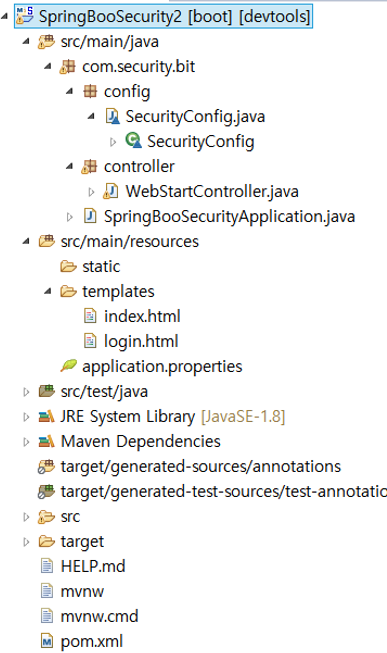 SpringBooSecurity2 [boot] [devtools]
src/main/java
com.security.bit
config
SecurityConfig.java
SecurityConfig
controller
WebStartController.java
SpringBooSecurityApplication.java
src/main/resources
static
templates
index.html
login.html
application.properties
src/test/java
JRE System Library [JavaSE-1.8]
Maven Dependencies
target/generated-sources/annotations
target/generated-test-sources/test-annotatio
src
target
HELP.md
mvnw
mvnw.cmd
pom.xml